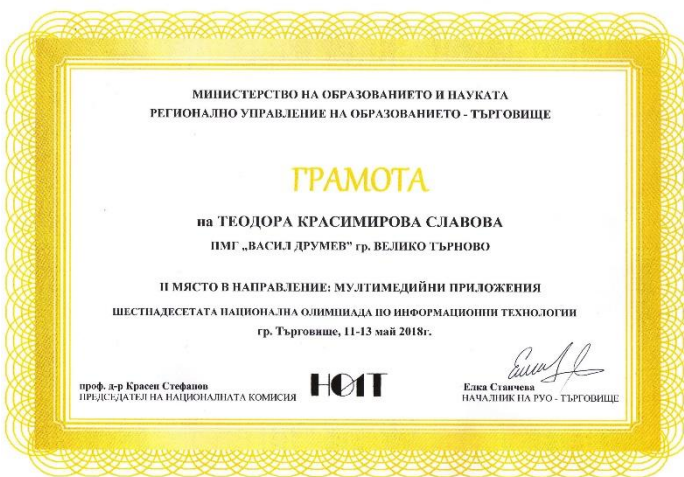 МИНИСТЕРСТВО НА ОБРАЗОВАНИЕТО И НАУКАТА
РЕГИОНАЛНО УПРАВЛЕНИЕ НА ОБРАЗОВАНИЕТО - ТЪРГОВИЩЕ
ГРАМОТА
на ТЕОДОРА КРАСИМИРОВА СЛАВОВА
ПМГ „ВАСИЛ ДРУМЕВ” гр. ВЕЛИКО ТЪРНОВО
II МЯСТО В НАПРАВЛЕНИЕ: МУЛТИМЕДИЙНИ ПРИЛОЖЕНИЯ
ШЕСТНАДЕСЕТАТА НАЦИОНАЛНА ОЛИМПИАДА ПО ИНФОРМАЦИОННИ ТЕХНОЛОГИИ
гр. Търговище, 11-13 май 2018г.
проф. д-р Красен Стефанов
ПРЕДСЕДАТЕЛ НА НАЦИОНАЛНАТА КОМИСИЯ
НОИТ
Елка Станчева
НАЧАЛНИК НА РУО - ТЪРГОВИЩЕ